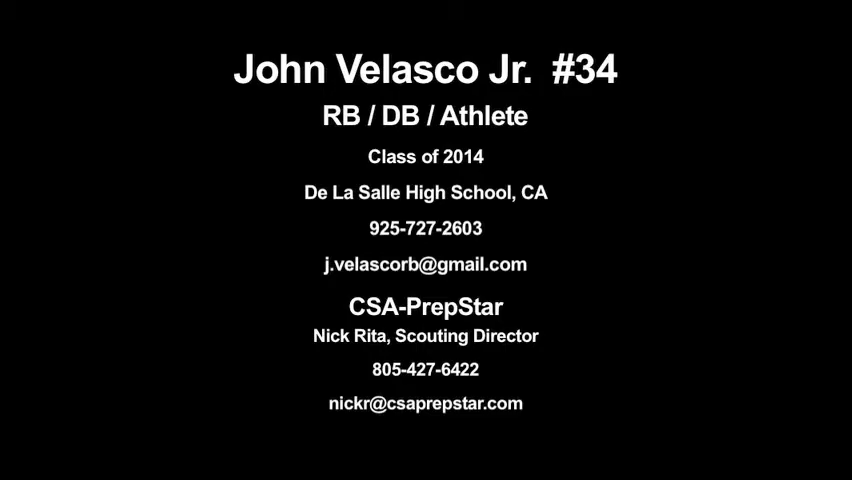 John Velasco Jr.  #34
RB / DB / Athlete
Class of 2014
De La Salle High School, CA
925-727-2603
j.velascorb@gmail.com
CSA-PrepStar
Nick Rita, Scouting Director
805-427-6422
nickr@csaprepstar.com